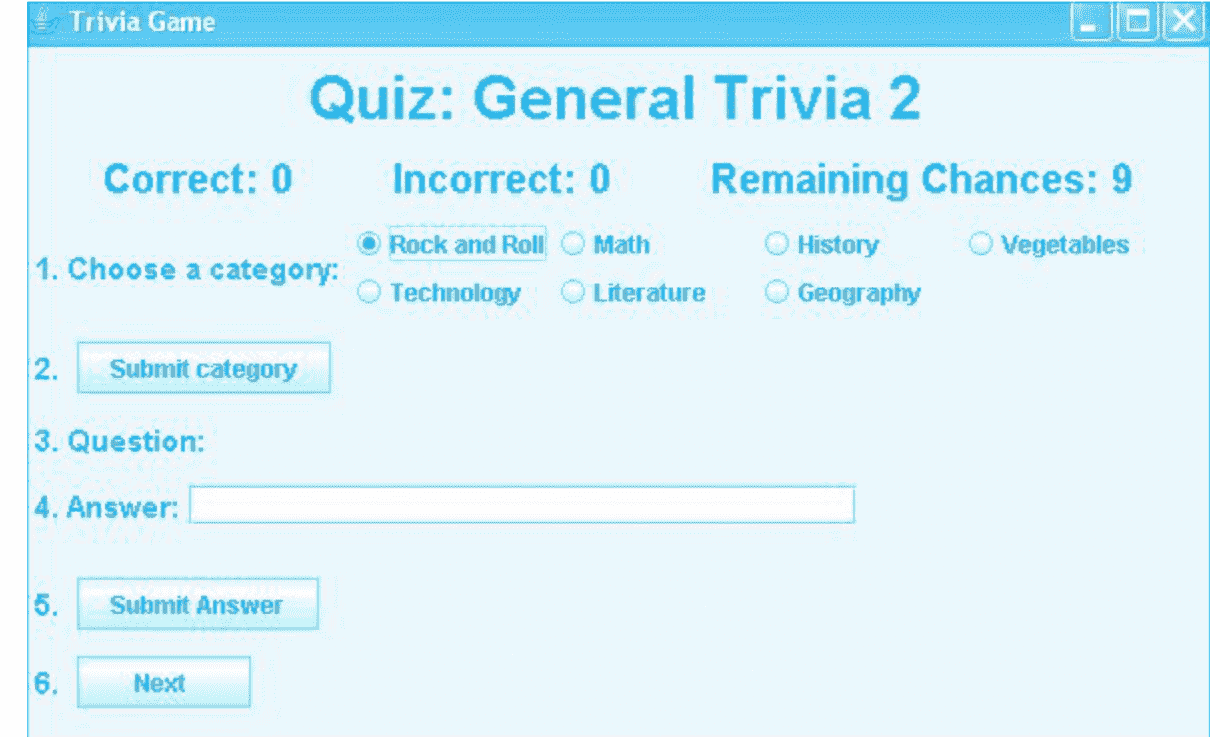 Trivia Game
Quiz: General Trivia 2
Correct: 0 Incorrect: 0 Remaining Chances: 9
1. Choose a category:
Rock and Roll Math History Vegetables
Technology Literature Geography
2. Submit category
3. Question:
4. Answer:
5. Submit Answer
6. Next